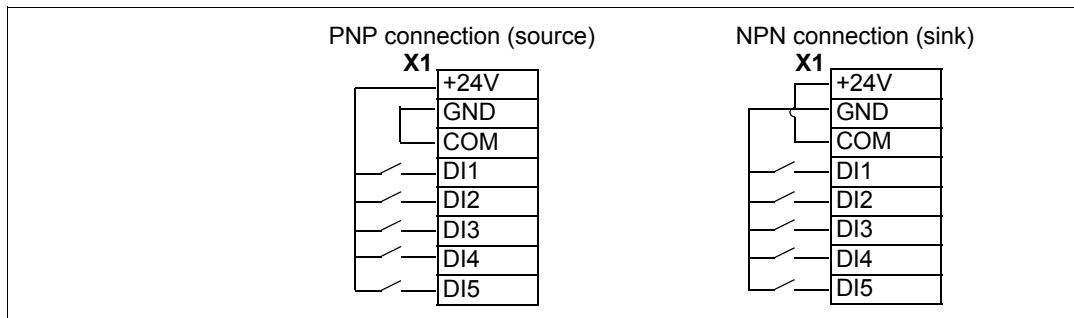 PNP connection (source)
X1
+24V
GND
COM
DI1
DI2
DI3
DI4
DI5
NPN connection (sink)
X1
+24V
GND
COM
DI1
DI2
DI3
DI4
DI5